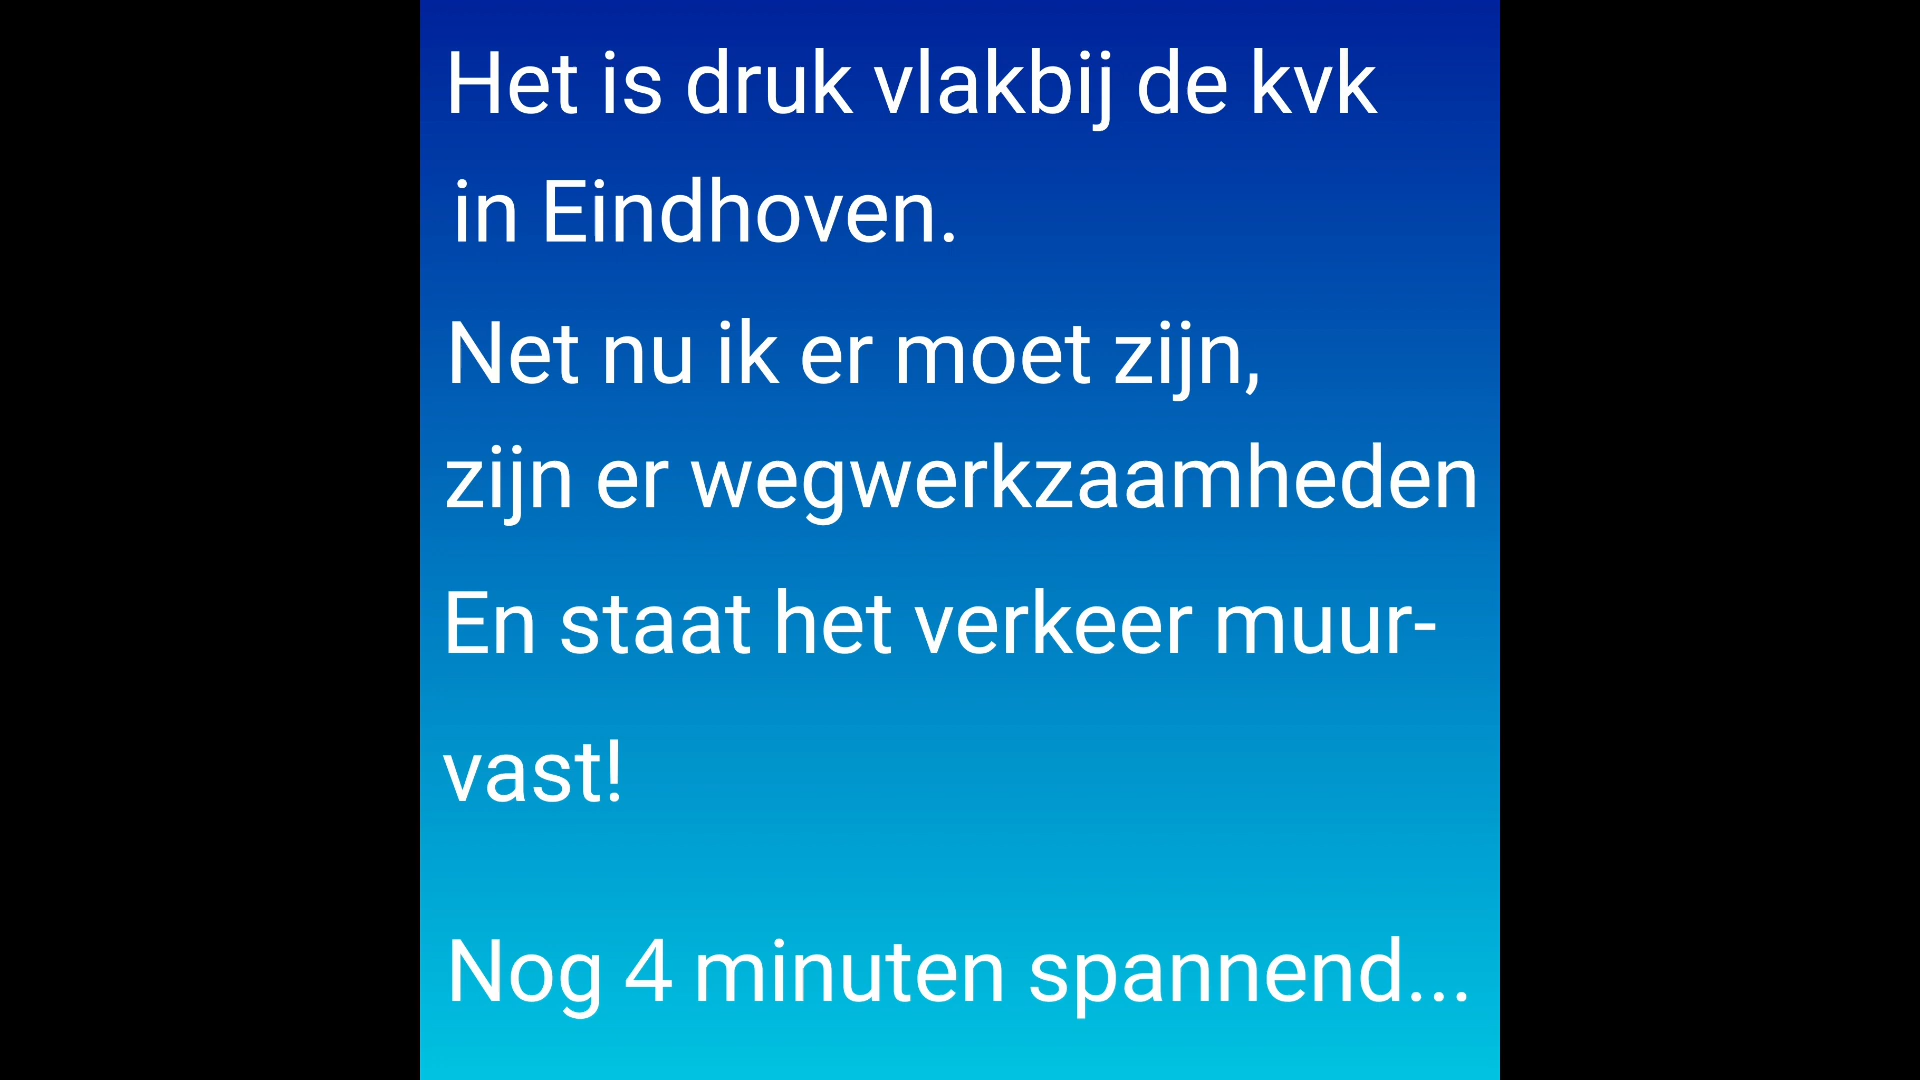 Het is druk vlakbij de kvk
in Eindhoven.
Net nu ik er moet zijn,
zijn er wegwerkzaamheden
En staat het verkeer muur-
vast!
Nog 4 minuten spannend...